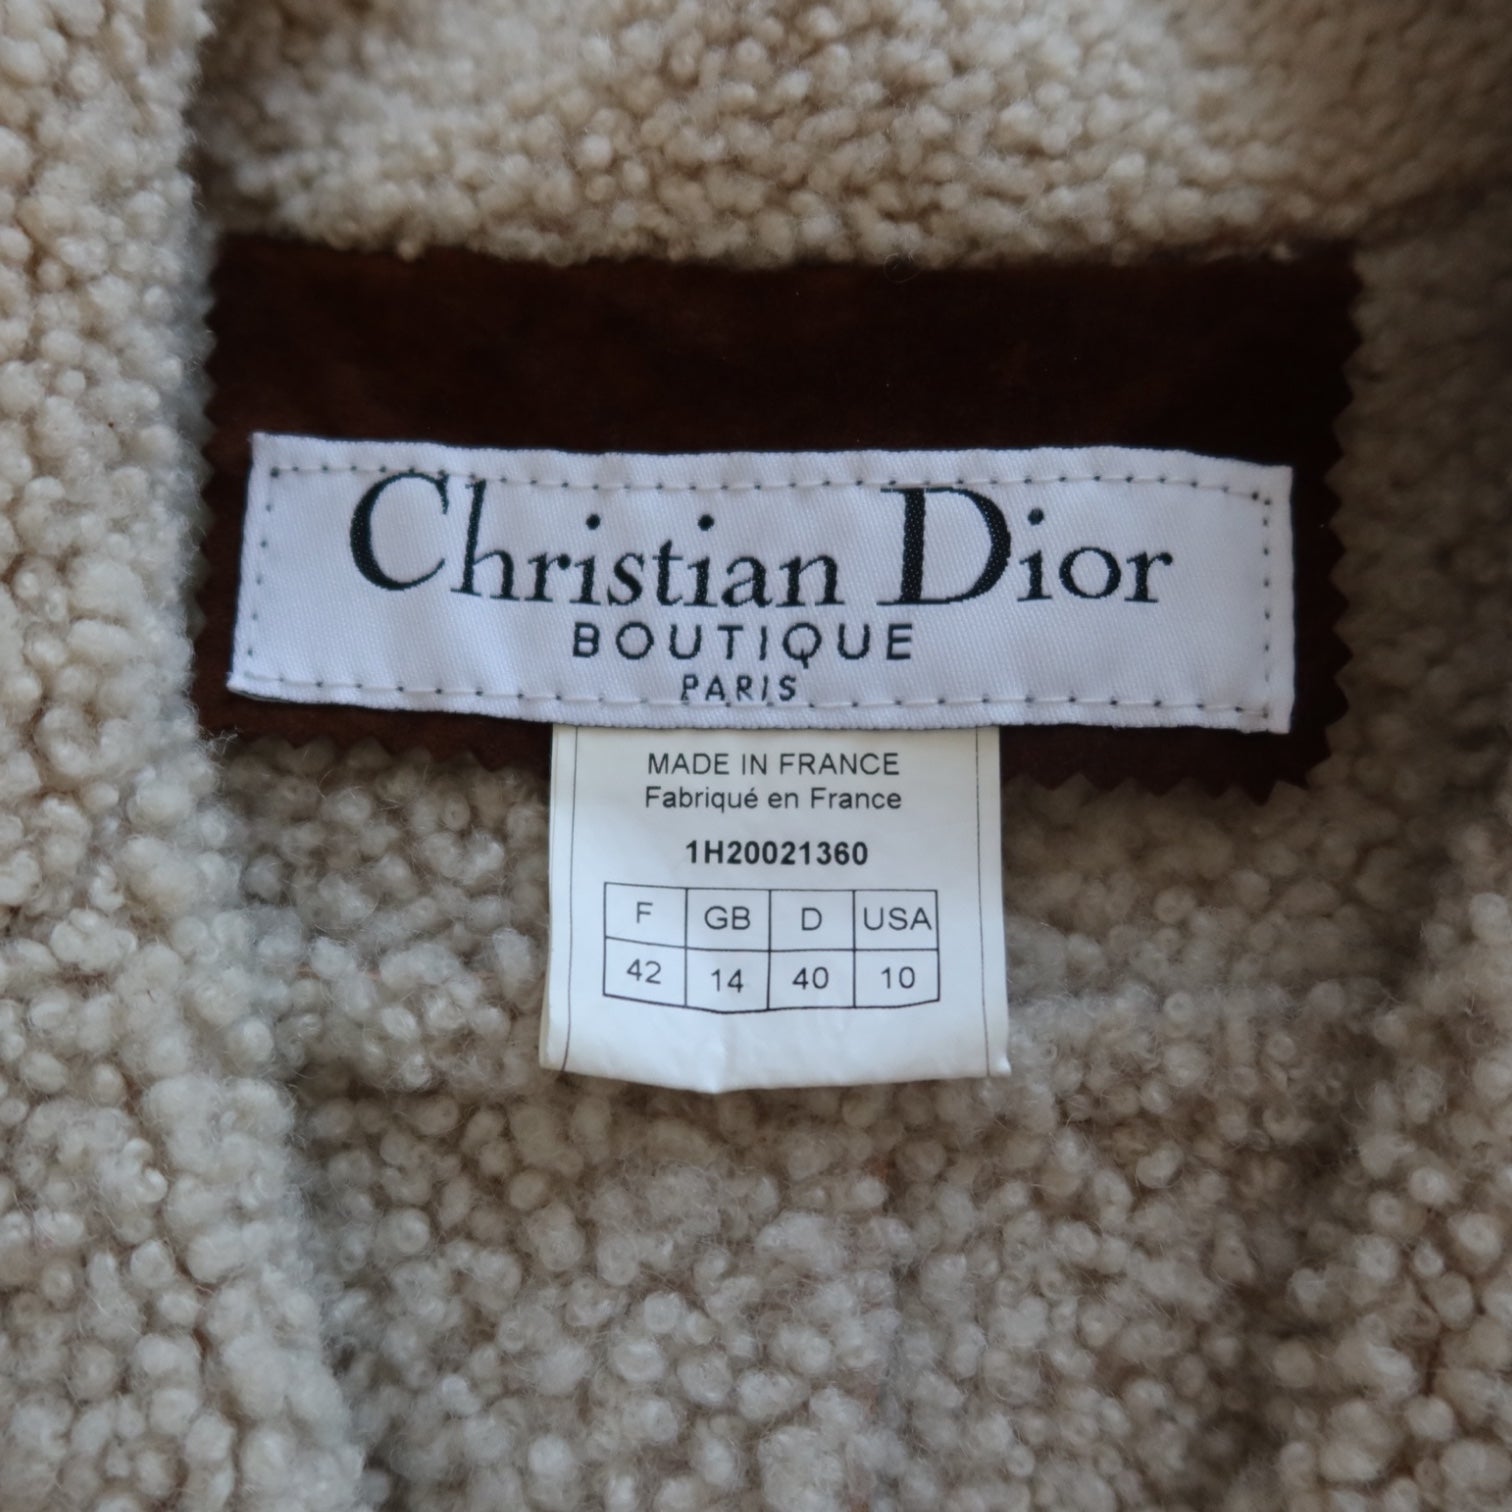 Christian Dior
BOUTIQUE
PARIS
MADE IN FRANCE
Fabriqué en France
1H20021360
F GB D USA
42 14 40 10